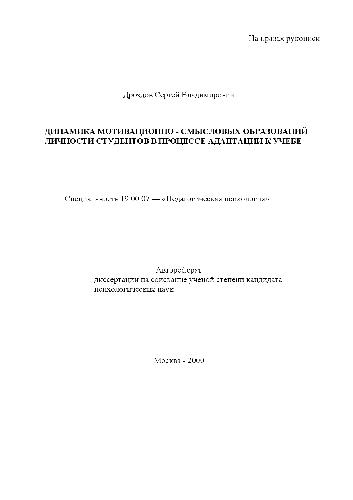 На правах рукописи
Дроздов Сергей Владимирович
ДИНАМИКА МОТИВАЦИОННО - СМЫСЛОВЫХ ОБРАЗОВАНИЙ
ЛИЧНОСТИ СТУДЕНТОВ В ПРОЦЕССЕ АДАПТАЦИИ К УЧЕБЕ
Специальность 19.00.07 — «Педагогическая психология»
Автореферат
диссертации на соискание ученой степени кандидата
психологических наук
Москва - 2000